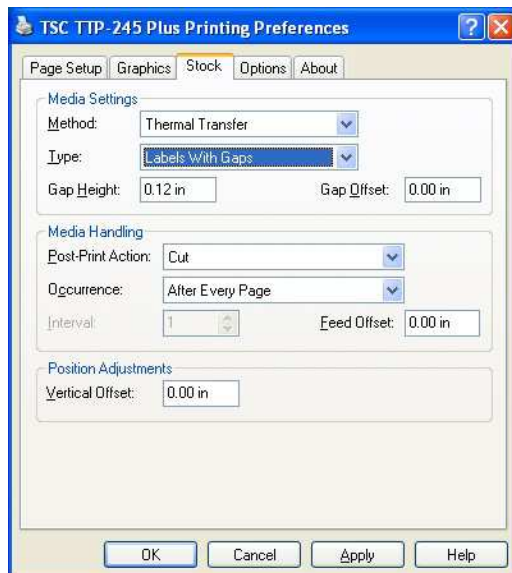 TSC TTP-245 Plus Printing Preferences
Page Setup Graphics Stock Options About
Media Settings
Method: Thermal Transfer
Type: Labels With Gaps
Gap Height: 0.12 in Gap Offset: 0.00 in
Media Handling
Post-Print Action: Cut
Occurrence: After Every Page
Interval: 1 Feed Offset: 0.00 in
Position Adjustments
Vertical Offset: 0.00 in
OK Cancel Apply Help